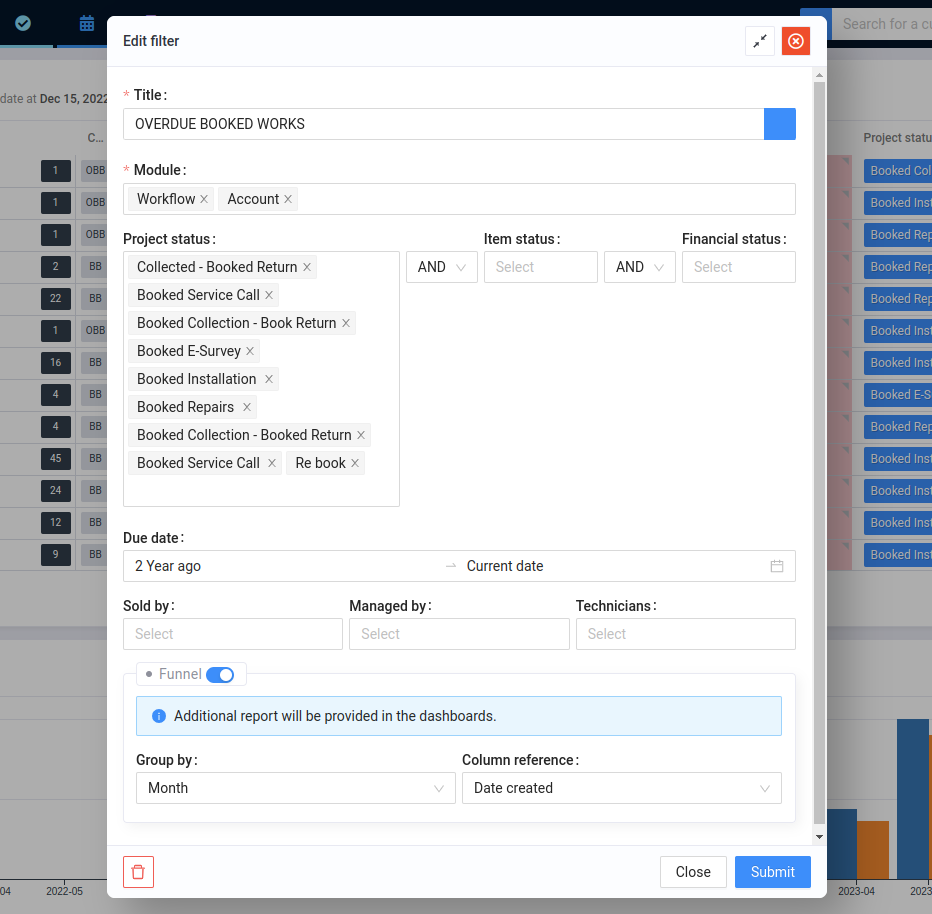 Search for a cu
Edit filter
date at Dec 15, 2022
* Title :
OVERDUE BOOKED WORKS
C...
Project statu
* Module :
Workflow × Account ×
1 OBB
Booked Col
1 OBB
Booked Inst
1 OBB
Booked Rep
2 BB
Booked Rep
22 BB
Booked Rep
1 OBB
Booked Inst
16 BB
Booked Inst
4 BB
Booked E-S
4 BB
Booked Rep
45 BB
Booked Inst
24 BB
Booked Inst
12 BB
Booked Inst
9 BB
Booked Inst
Project status :
Collected - Booked Return ×
Booked Service Call ×
Booked Collection - Book Return ×
Booked E-Survey ×
Booked Installation ×
Booked Repairs ×
Booked Collection - Booked Return ×
Booked Service Call × Re book ×
AND
Item status :
Select
AND
Financial status :
Select
Due date :
2 Year ago → Current date
Sold by : Managed by : Technicians :
Select Select Select
Funnel
Additional report will be provided in the dashboards.
Group by : Column reference :
Month Date created
Close Submit
04 2022-05 2023-04 2023